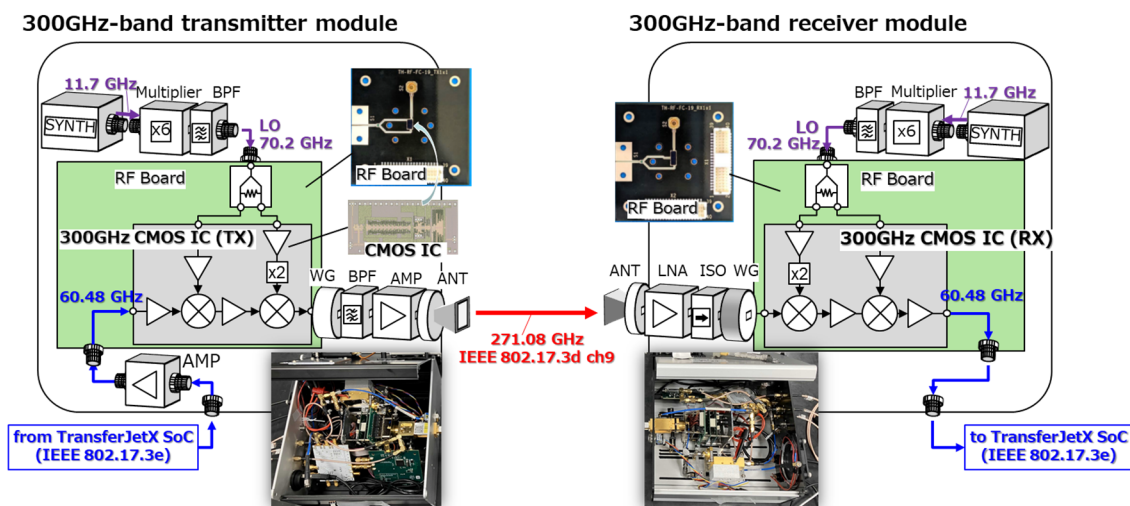 300GHz-band transmitter module
300GHz-band receiver module
11.7 GHz
Multiplier
BPF
SYNTH
x6
LO
70.2 GHz
RF Board
TH-RF-FC-10_TX1o1
RF Board
CMOS IC
300GHz CMOS IC (TX)
x2
60.48 GHz
WG
BPF
AMP
ANT
AMP
from TransferJetX SoC
(IEEE 802.17.3e)
271.08 GHz
IEEE 802.17.3d ch9
BPF
Multiplier
11.7 GHz
x6
SYNTH
LO
70.2 GHz
RF Board
RF Board
300GHz CMOS IC (RX)
x2
60.48 GHz
ANT
LNA
ISO
WG
to TransferJetX SoC
(IEEE 802.17.3e)